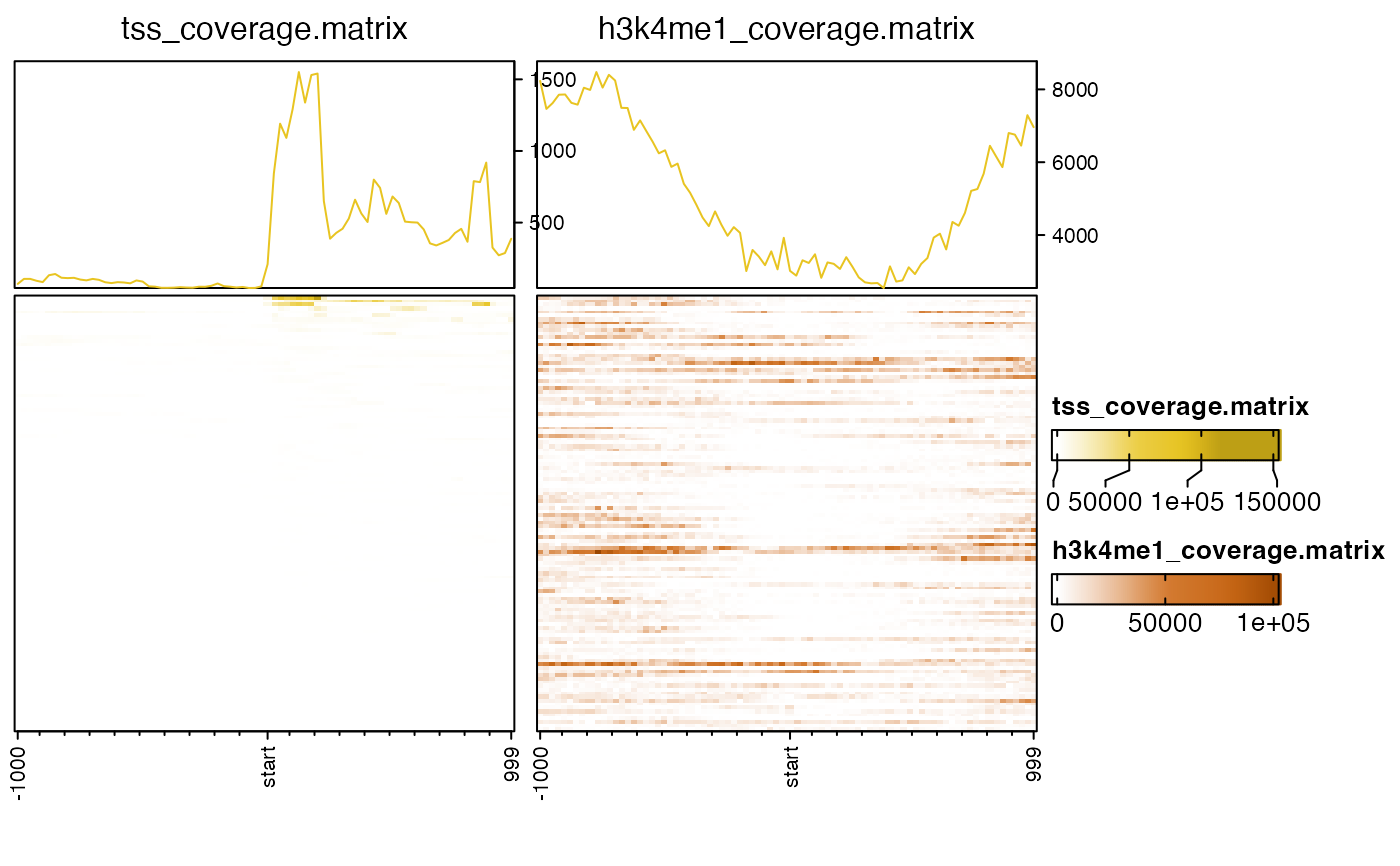 tss_coverage.matrix
h3k4me1_coverage.matrix
1500
1000
500
8000
6000
4000
tss_coverage.matrix
0 50000 1e+05 150000
h3k4me1_coverage.matrix
0 50000 1e+05
-1000
start
999
-1000
start
999